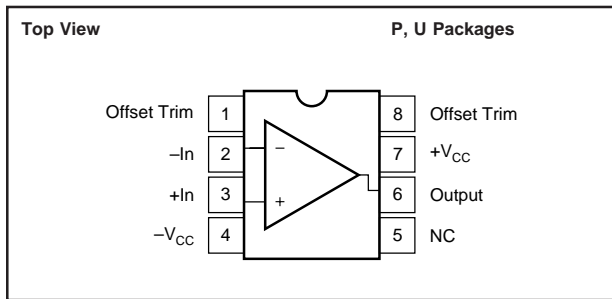 Top View P, U Packages
Offset Trim 1 8 Offset Trim
–In 2 – 7 +VCC
+In 3 + 6 Output
–VCC 4 5 NC